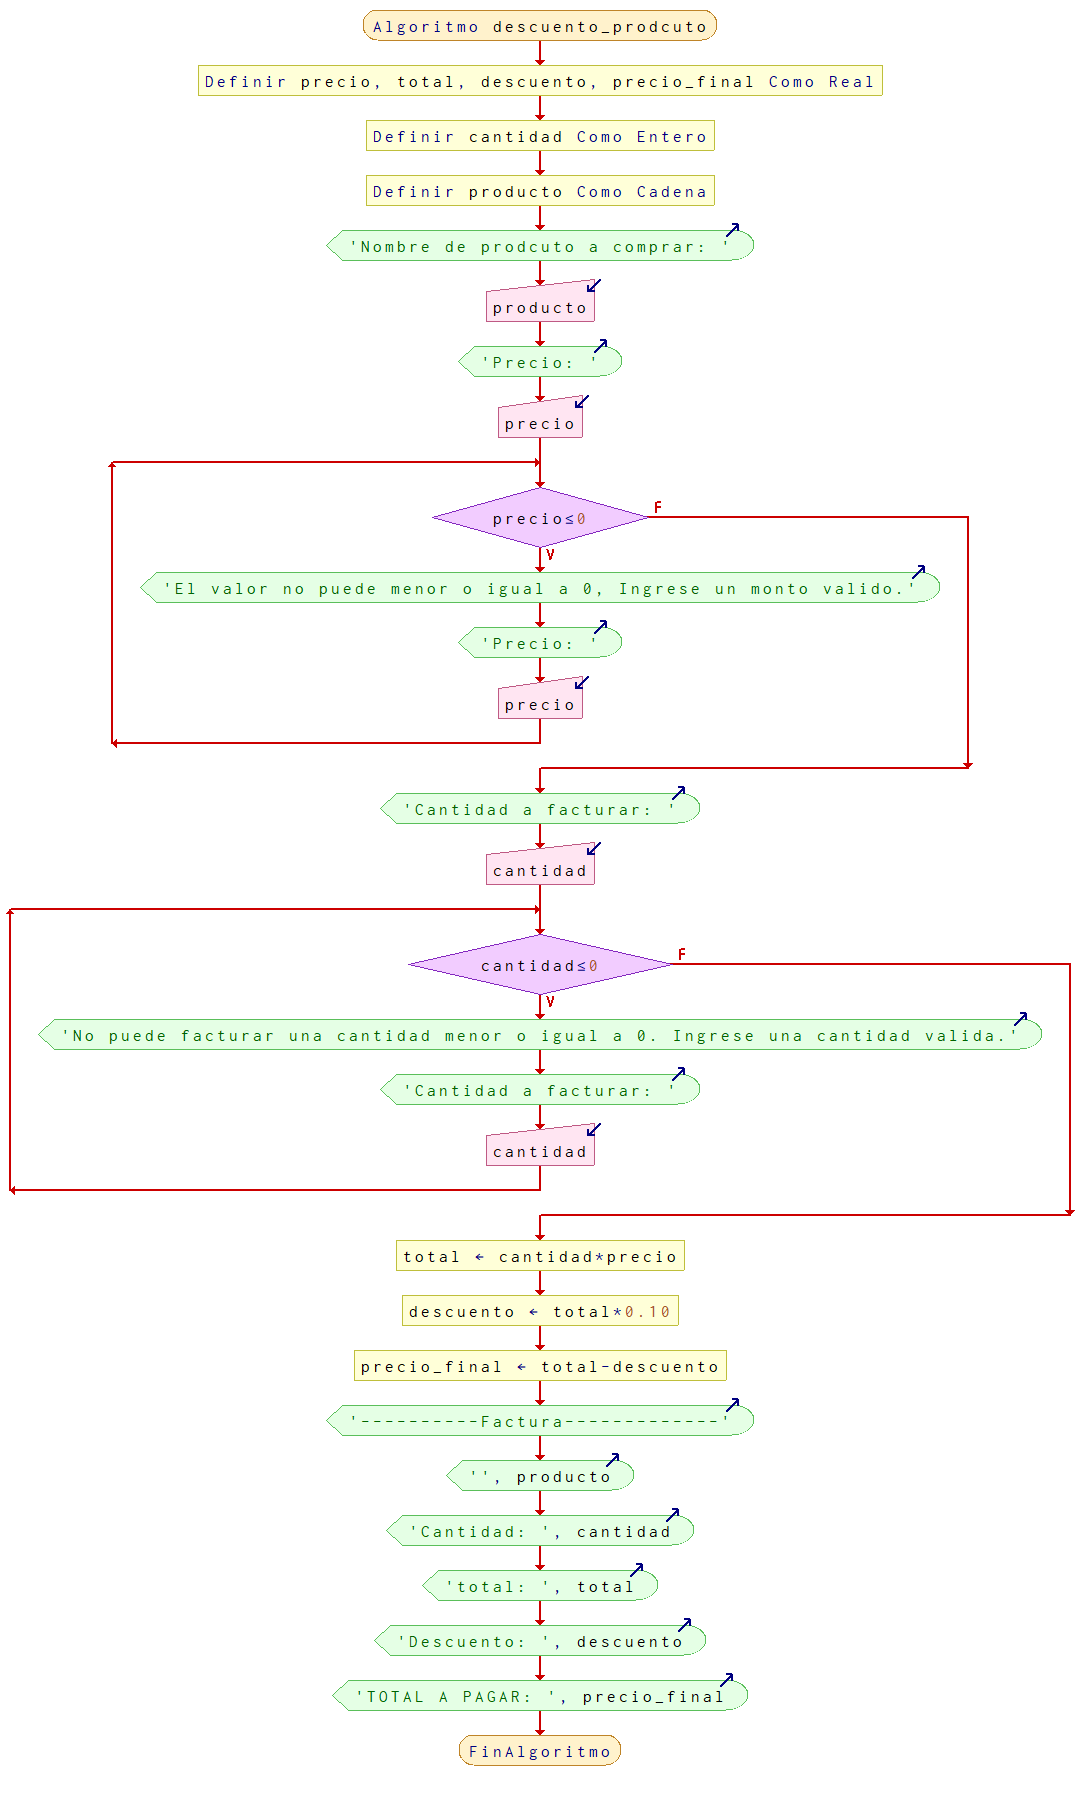 Algoritmo descuento_prodcuto
Definir precio, total, descuento, precio_final Como Real
Definir cantidad Como Entero
Definir producto Como Cadena
'Nombre de prodcuto a comprar: '
producto
'Precio: '
precio
precio≤0
F
V
'El valor no puede menor o igual a 0, Ingrese un monto valido.'
'Precio: '
precio
'Cantidad a facturar: '
cantidad
cantidad≤0
F
V
'No puede facturar una cantidad menor o igual a 0. Ingrese una cantidad valida.'
'Cantidad a facturar: '
cantidad
total ← cantidad*precio
descuento ← total*0.10
precio_final ← total-descuento
'----------Factura-------------'
'', producto
'Cantidad: ', cantidad
'total: ', total
'Descuento: ', descuento
'TOTAL A PAGAR: ', precio_final
FinAlgoritmo